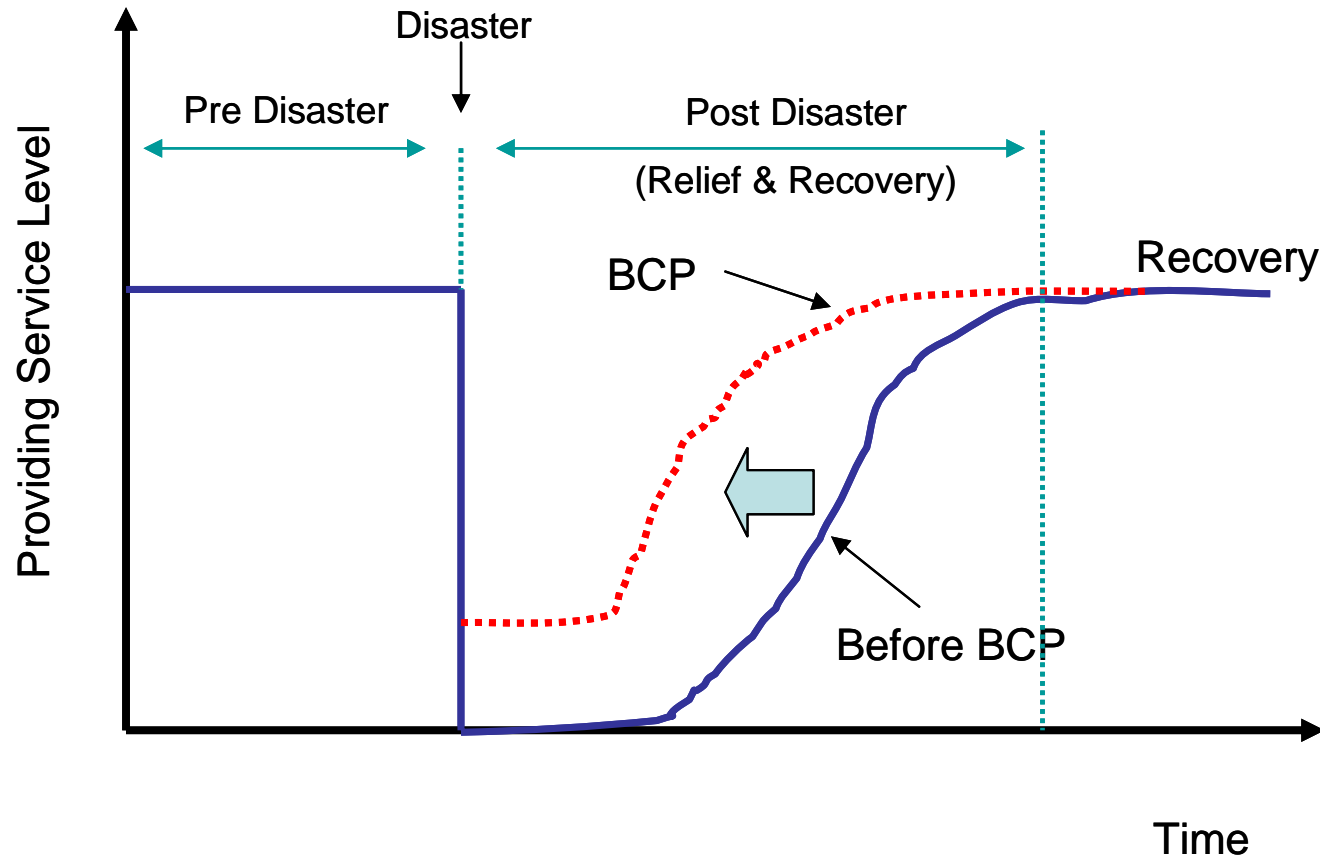 Disaster
Pre Disaster
Post Disaster
(Relief & Recovery)
BCP
Recovery
Providing Service Level
Before BCP
Time